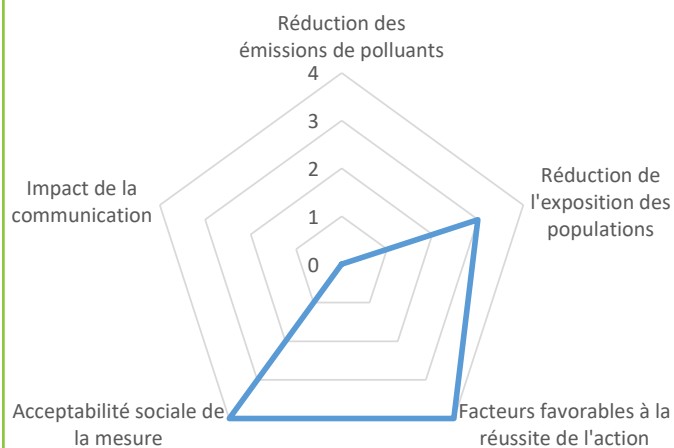 Réduction des
émissions de polluants
4
3
2
1
0
Réduction de
l'exposition des
populations
Facteurs favorables à la
réussite de l'action
Acceptabilité sociale de
la mesure
Impact de la
communication